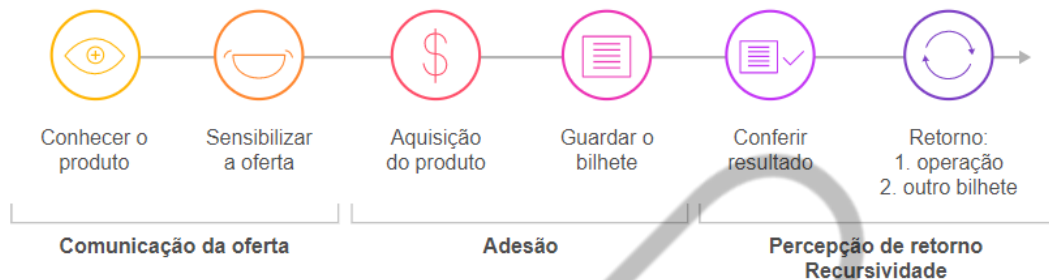 Conhecer o
produto
Sensibilizar
a oferta
Aquisição
do produto
Guardar o
bilhete
Conferir
resultado
Retorno:
1. operação
2. outro bilhete
Comunicação da oferta
Adesão
Percepção de retorno
Recursividade